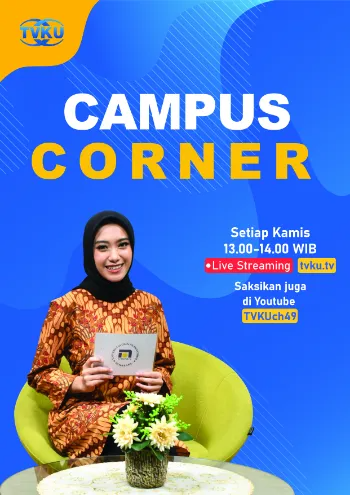 TVKU
CAMPUS
CORNER
Setiap Kamis
13.00-14.00 WIB
•Live Streaming tvku.tv
Saksikan juga
di Youtube
TVKUch49